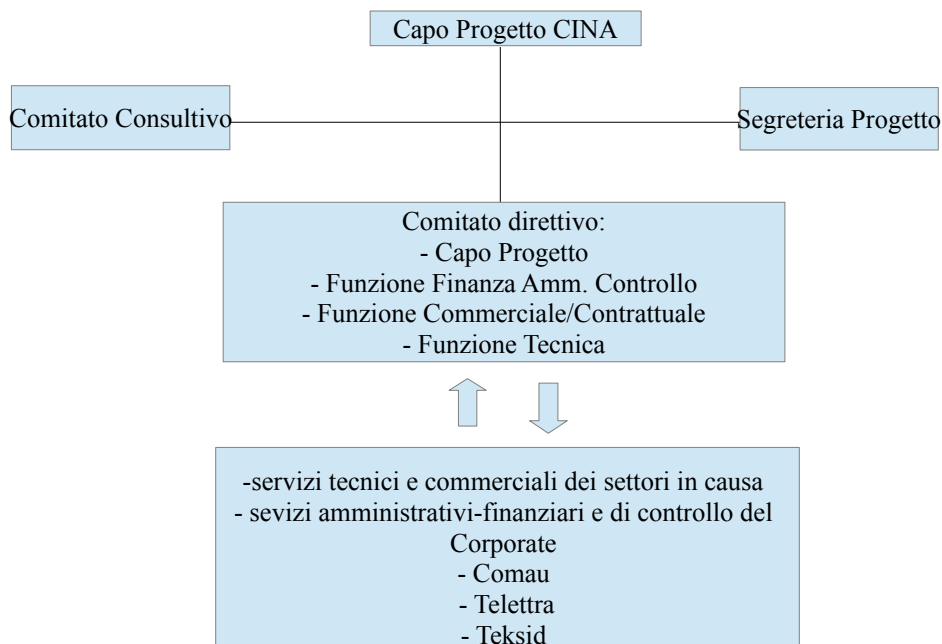 Capo Progetto CINA
Comitato Consultivo
Segreteria Progetto
Comitato direttivo:
- Capo Progetto
- Funzione Finanza Amm. Controllo
- Funzione Commerciale/Contrattuale
- Funzione Tecnica
-servizi tecnici e commerciali dei settori in causa
- sevizi amministrativi-finanziari e di controllo del
Corporate
- Comau
- Telettra
- Teksid